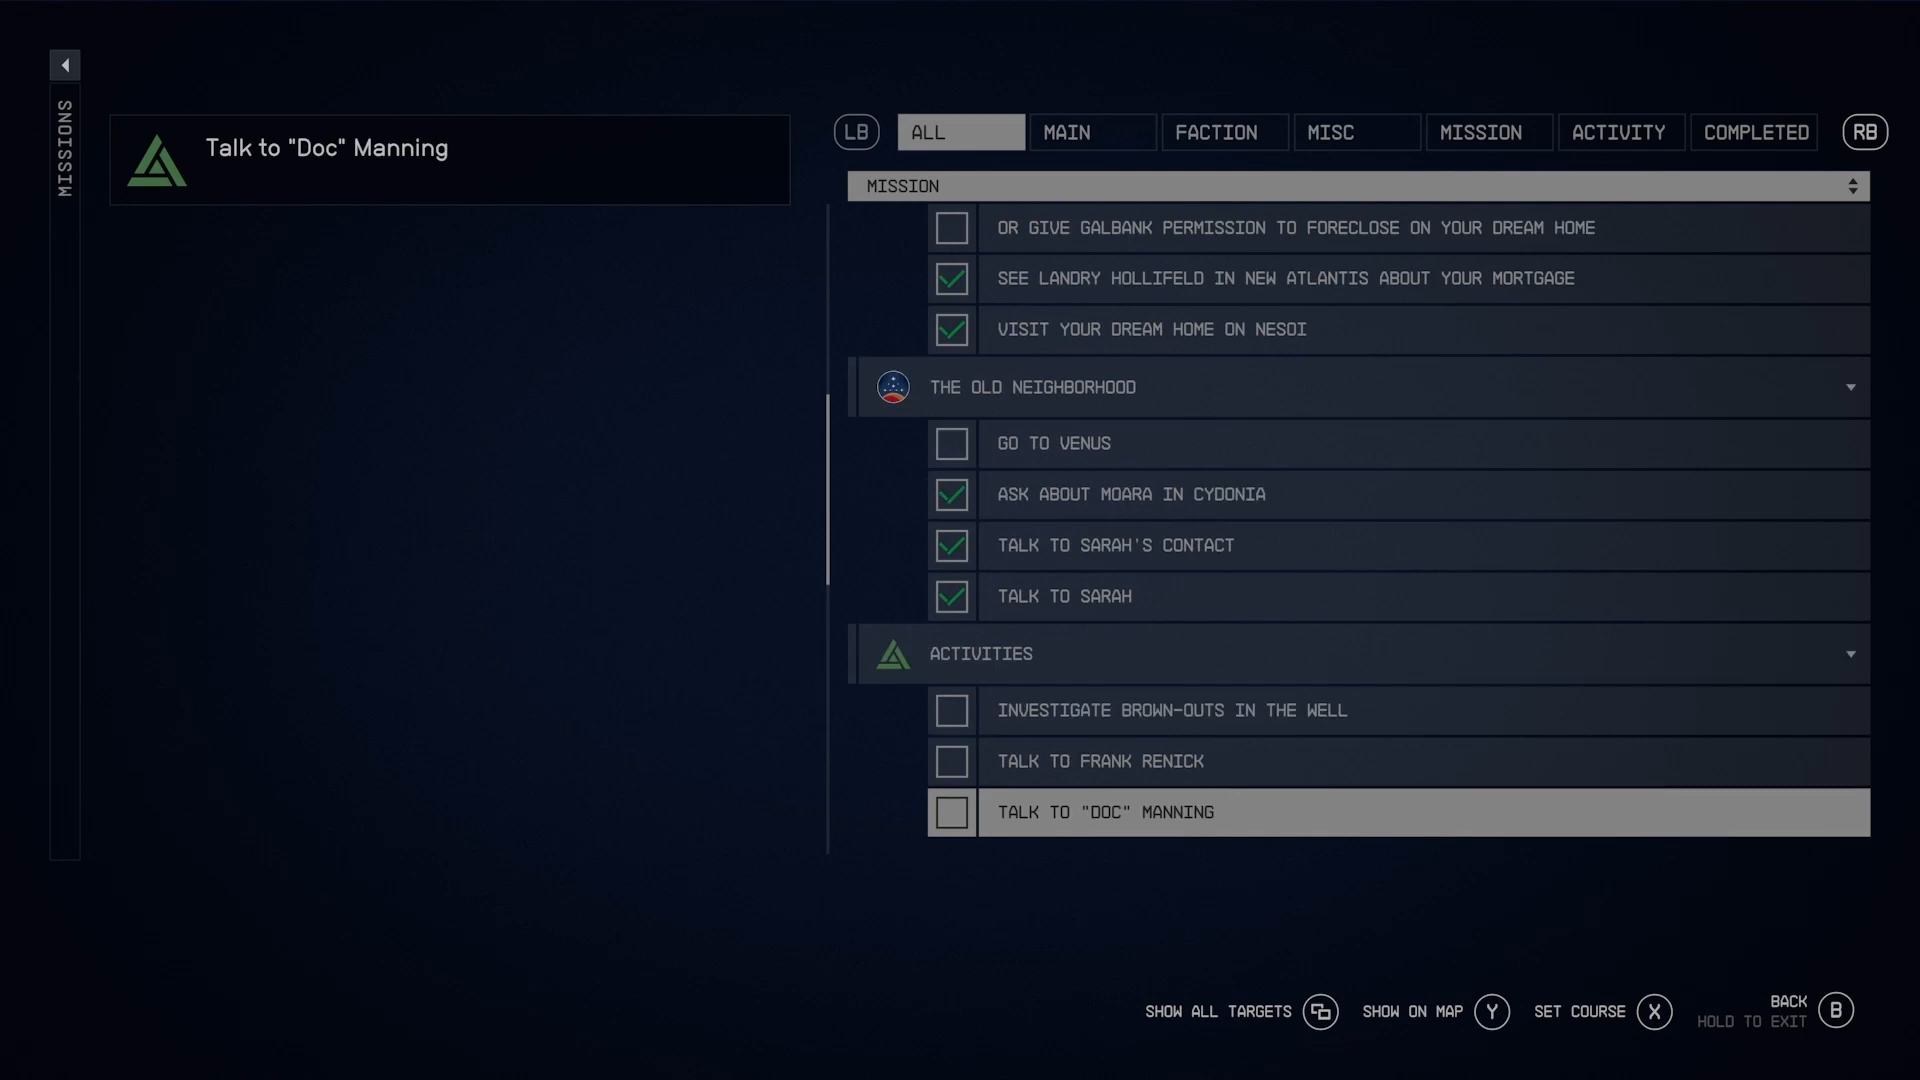 MISSIONS
Talk to "Doc" Manning
LB
ALL
MAIN
FACTION
MISC
MISSION
ACTIVITY
COMPLETED
RB
MISSION
OR GIVE GALBANK PERMISSION TO FORECLOSE ON YOUR DREAM HOME
SEE LANDRY HOLLIFELD IN NEW ATLANTIS ABOUT YOUR MORTGAGE
VISIT YOUR DREAM HOME ON NESOI
THE OLD NEIGHBORHOOD
GO TO VENUS
ASK ABOUT MOARA IN CYDONIA
TALK TO SARAH'S CONTACT
TALK TO SARAH
ACTIVITIES
INVESTIGATE BROWN-OUTS IN THE WELL
TALK TO FRANK RENICK
TALK TO "DOC" MANNING
SHOW ALL TARGETS
SHOW ON MAP Y
SET COURSE X
BACK B
HOLD TO EXIT